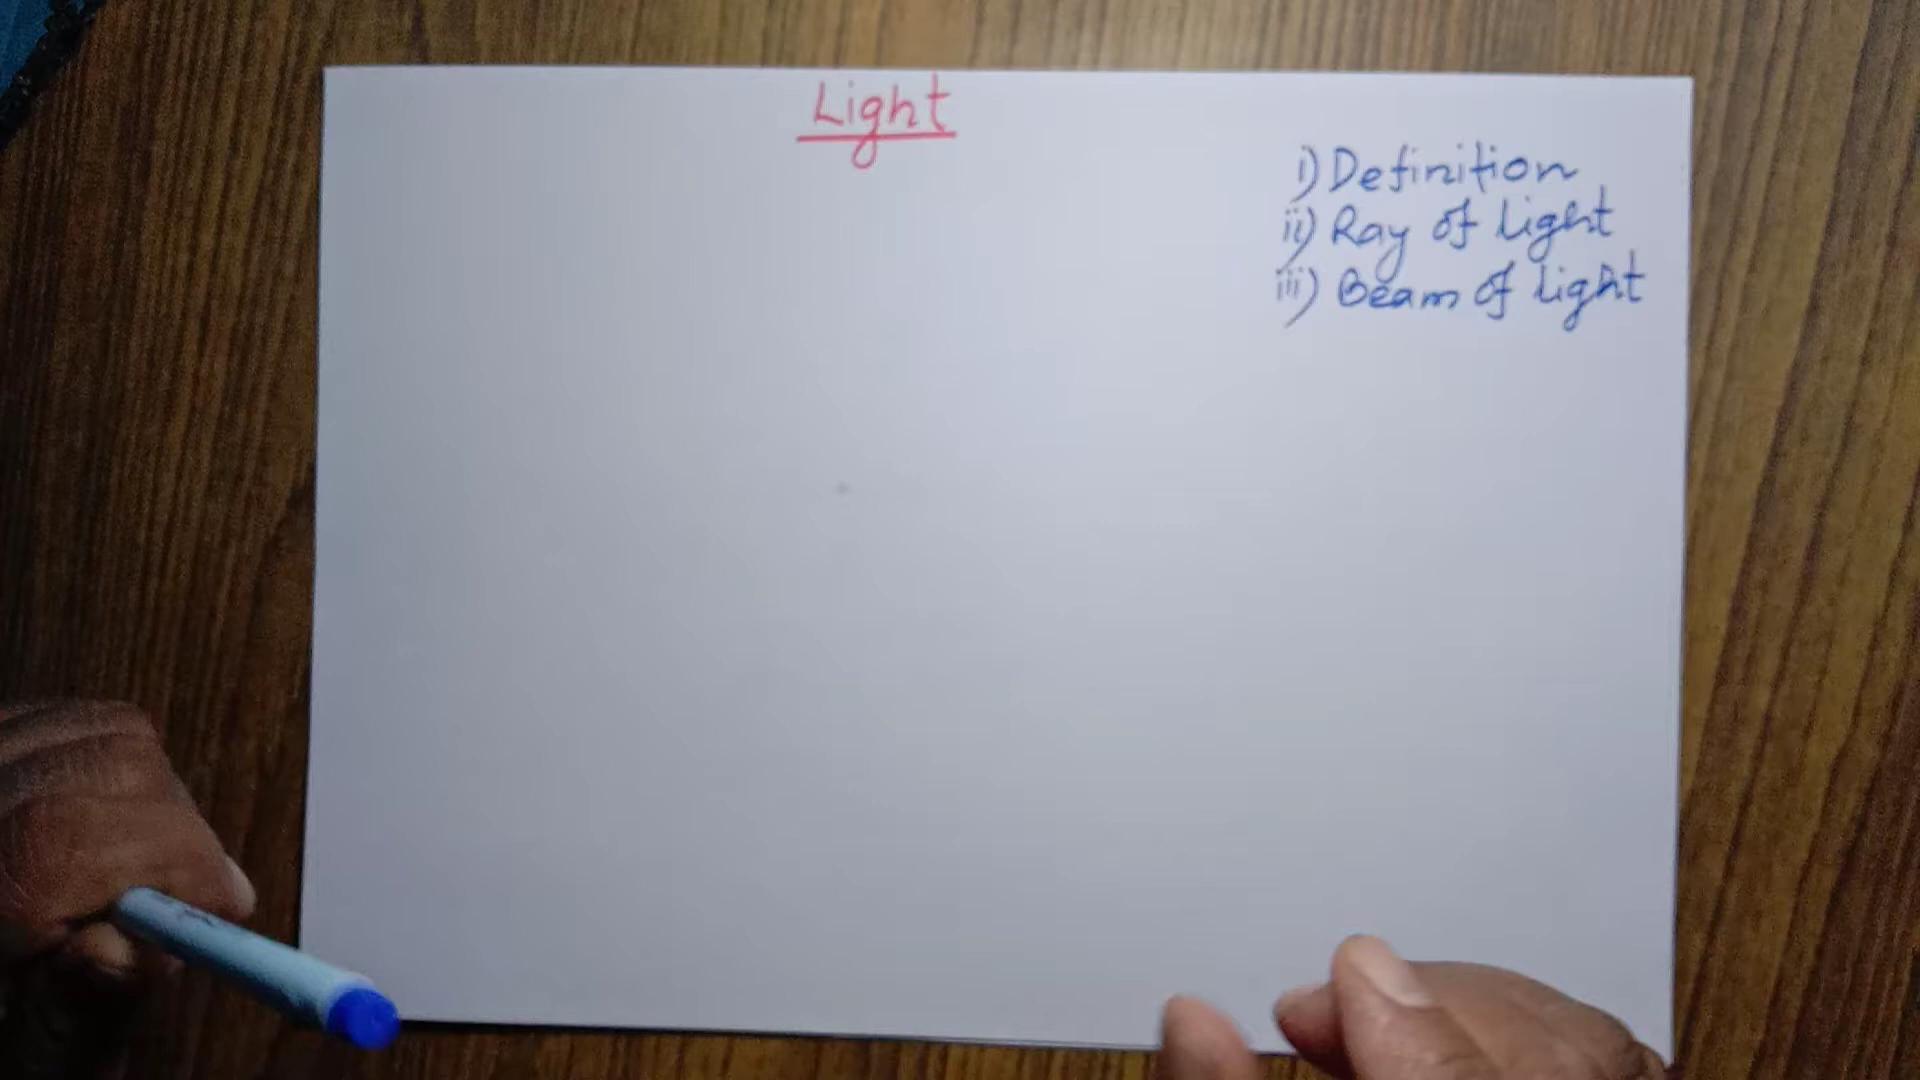 Light
i) Definition
ii) Ray of light
iii) Beam of light